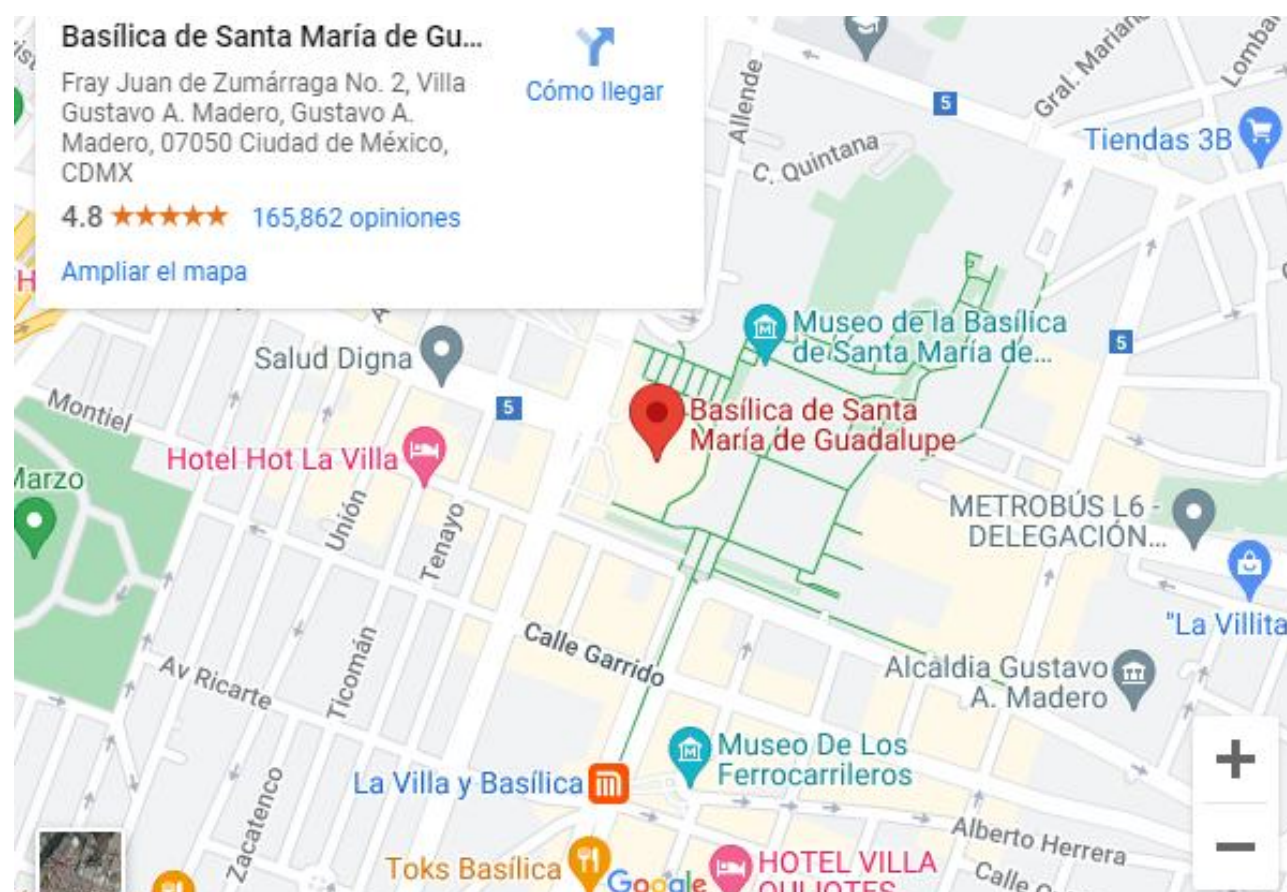 Basílica de Santa María de Gu...
Cómo llegar
Fray Juan de Zumárraga No. 2, Villa
Gustavo A. Madero, Gustavo A.
Madero, 07050 Ciudad de México,
CDMX
4.8
165,862 opiniones
Ampliar el mapa
Allende
Gral. Mariano
Lomba
5
Tiendas 3B
C. Quintana
H
Museo de la Basílica
de Santa María de...
5
Salud Digna
5
Montiel
Basílica de Santa
María de Guadalupe
Hotel Hot La Villa
Marzo
Unión
Tenayo
METROBÚS L6 -
DELEGACIÓN...
"La Villita
Calle Garrido
Ticomán
Av Ricarte
Alcaldia Gustavo
A. Madero
Museo De Los
Ferrocarrileros
La Villa y Basílica
Zacatenco
Alberto Herrera
Toks Basílica
Google
HOTEL VILLA
QUIJOTES
Calle